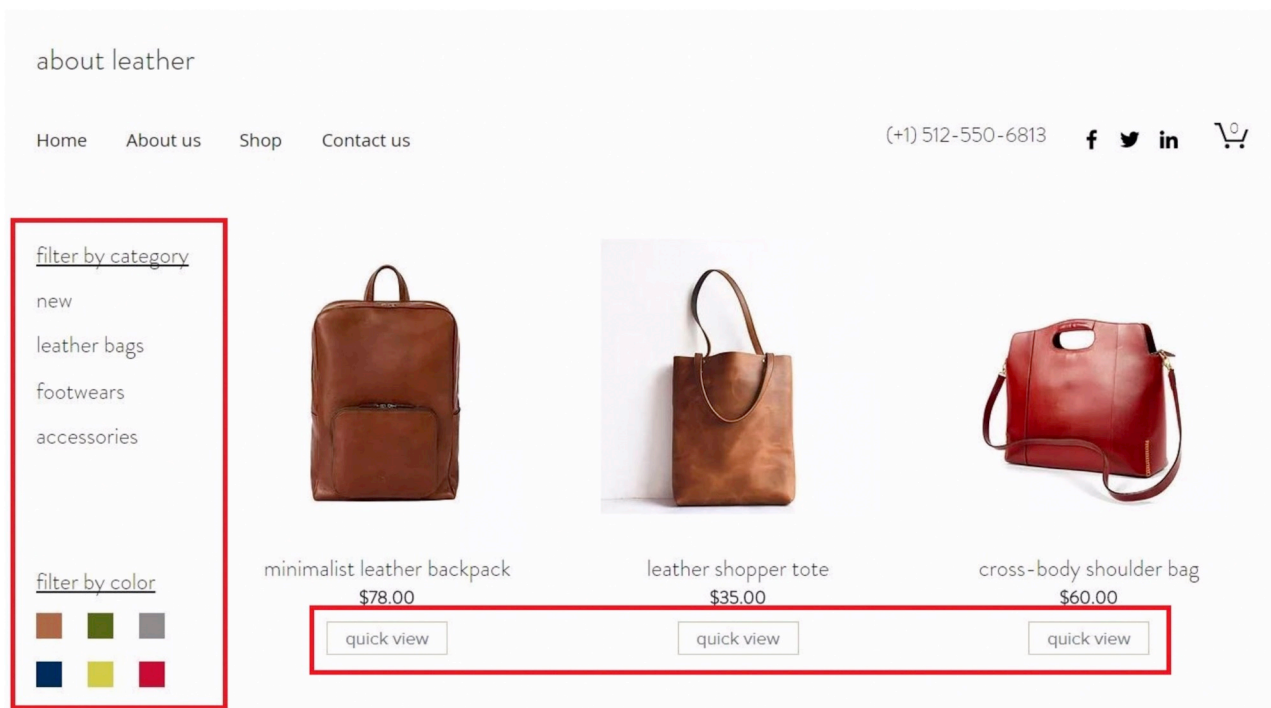 about leather
Home About us Shop Contact us
(+1) 512-550-6813
f in 0
filter by category
new
leather bags
footwears
accessories
filter by color
minimalist leather backpack
$78.00
quick view
leather shopper tote
$35.00
quick view
cross-body shoulder bag
$60.00
quick view